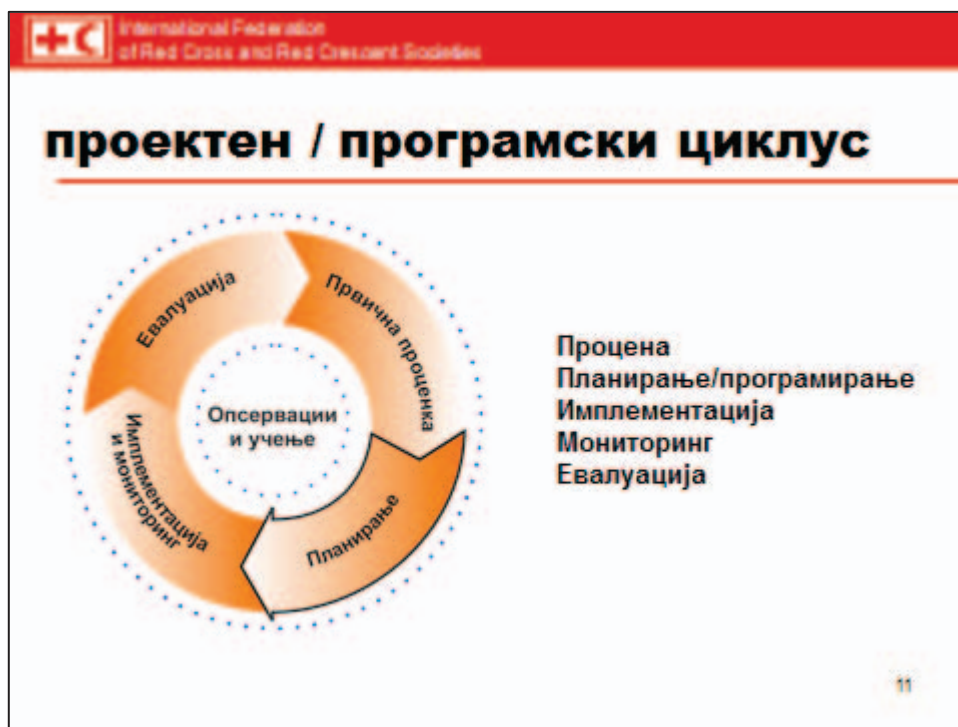 International Federation
of Red Cross and Red Crescent Societies
проектен / програмски циклус
Евалуација
Првична проценка
Опсервации
и учење
Имплементација
и мониторинг
Планирање
Процена
Планирање/програмирање
Имплементација
Мониторинг
Евалуација
11